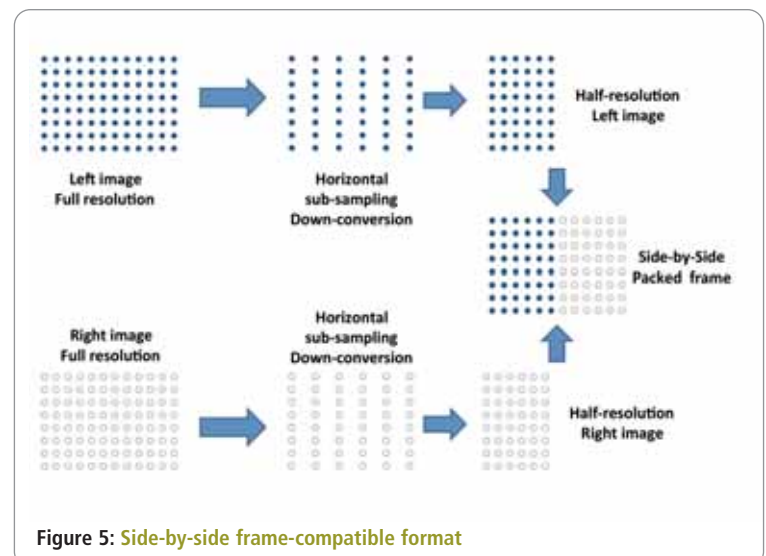 Half-resolution
Left image
Left image
Full resolution
Horizontal
sub-sampling
Down-conversion
Side-by-Side
Packed frame
Right image
Full resolution
Horizontal
sub-sampling
Down-conversion
Half-resolution
Right image
Figure 5: Side-by-side frame-compatible format